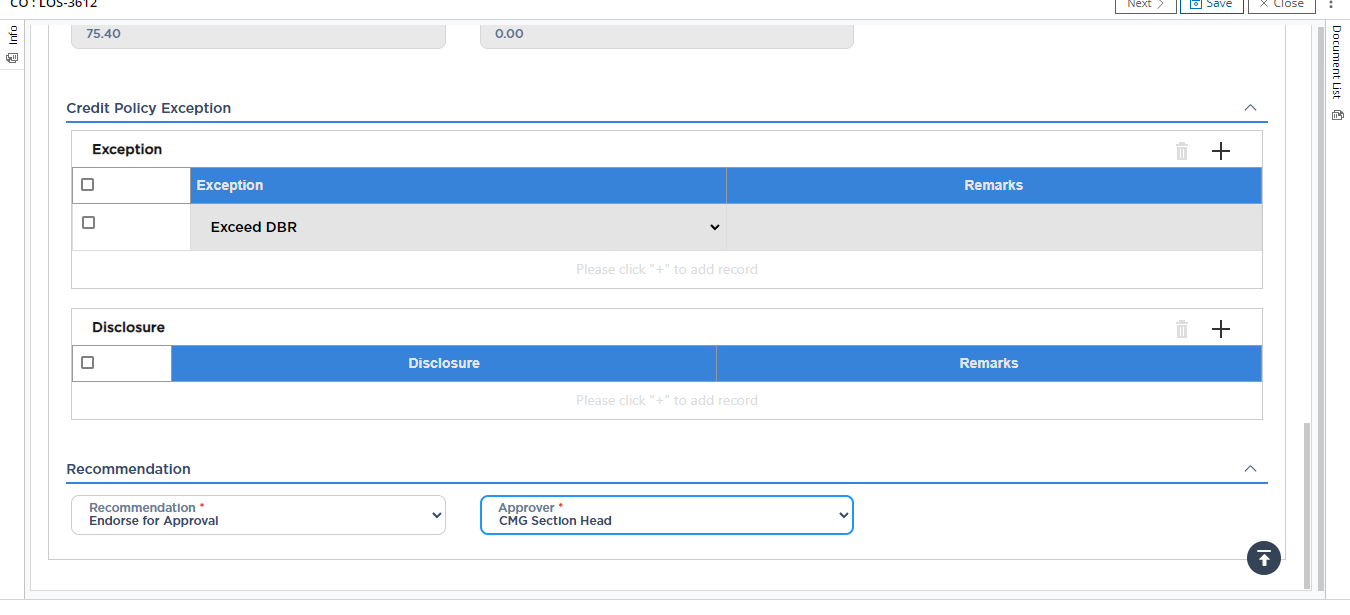 CO : LOS-3612
Next
Save
Close
Info
Document List
75.40
0.00
Credit Policy Exception
Exception
Exception
Remarks
Exceed DBR
Please click "+" to add record
Disclosure
Disclosure
Remarks
Please click "+" to add record
Recommendation
Recommendation *
Endorse for Approval
Approver *
CMG Section Head